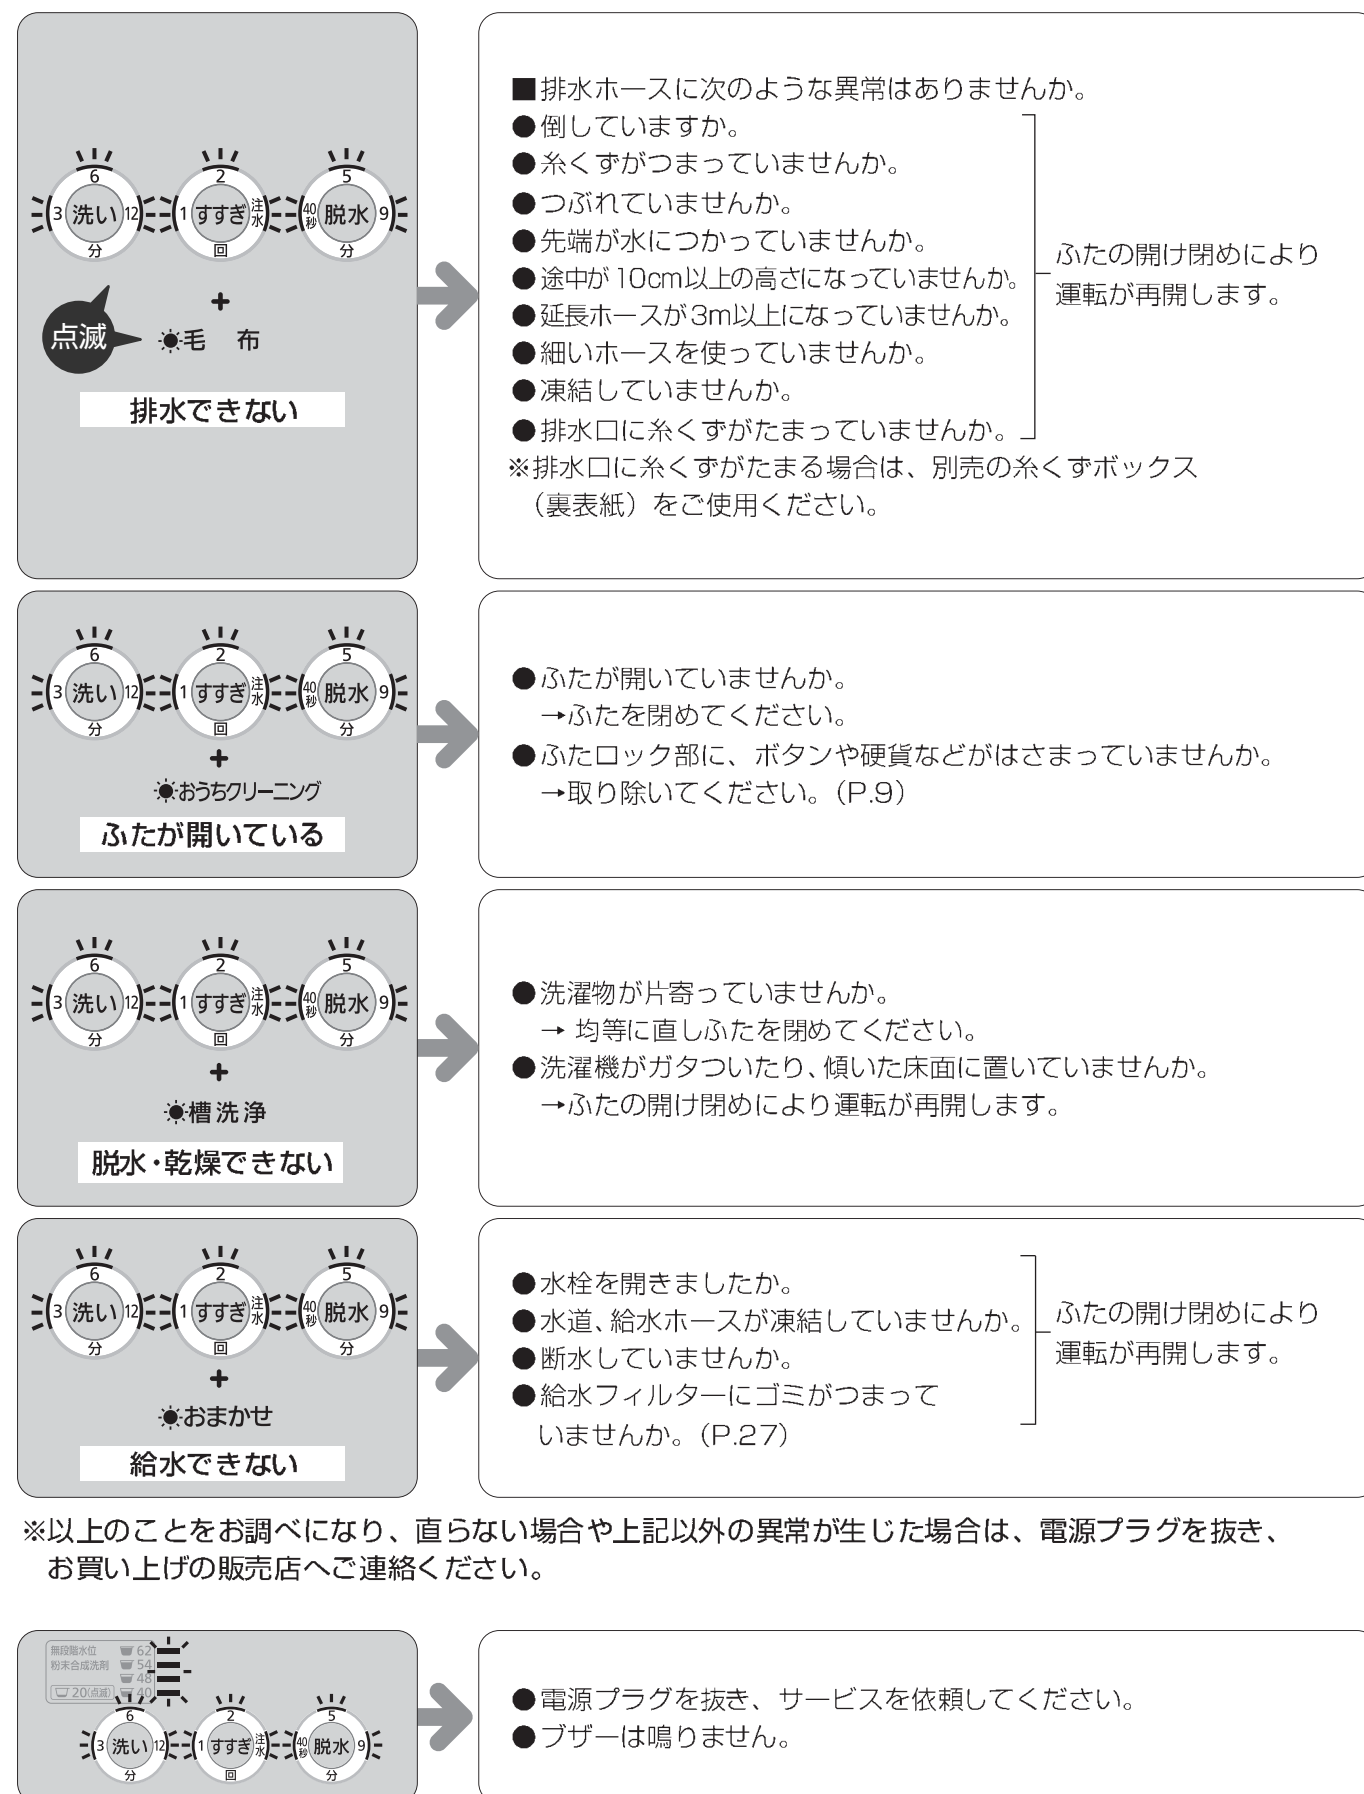 6 2 5
3 洗い 12 1 すすぎ 注水 40秒 脱水 9
分 回 分
+
点滅 毛 布
排水できない
■排水ホースに次のような異常はありませんか。
●倒していますか。
●糸くずがつまっていませんか。
●つぶれていませんか。
●先端が水につかっていませんか。
●途中が10cm以上の高さになっていませんか。
●延長ホースが3m以上になっていませんか。
●細いホースを使っていませんか。
●凍結していませんか。
●排水口に糸くずがたまっていませんか。
ふたの開け閉めにより
運転が再開します。
※排水口に糸くずがたまる場合は、別売の糸くずボックス
（裏表紙）をご使用ください。
6 2 5
3 洗い 12 1 すすぎ 注水 40秒 脱水 9
分 回 分
+
おうちクリーニング
ふたが開いている
●ふたが開いていませんか。
→ふたを閉めてください。
●ふたロック部に、ボタンや硬貨などがはさまっていませんか。
→取り除いてください。(P.9)
6 2 5
3 洗い 12 1 すすぎ 注水 40秒 脱水 9
分 回 分
+
槽洗浄
脱水・乾燥できない
●洗濯物が片寄っていませんか。
→ 均等に直しふたを閉めてください。
●洗濯機がガタついたり、傾いた床面に置いていませんか。
→ふたの開け閉めにより運転が再開します。
6 2 5
3 洗い 12 1 すすぎ 注水 40秒 脱水 9
分 回 分
+
おまかせ
給水できない
●水栓を開きましたか。
●水道、給水ホースが凍結していませんか。
●断水していませんか。
●給水フィルターにゴミがつまって
いませんか。(P.27)
ふたの開け閉めにより
運転が再開します。
※以上のことをお調べになり、直らない場合や上記以外の異常が生じた場合は、電源プラグを抜き、
お買い上げの販売店へご連絡ください。
無段階水位 62
粉末合成洗剤 54
48
20(点滅) 40
6 2 5
3 洗い 12 1 すすぎ 注水 40秒 脱水 9
分 回 分
●電源プラグを抜き、サービスを依頼してください。
●ブザーは鳴りません。